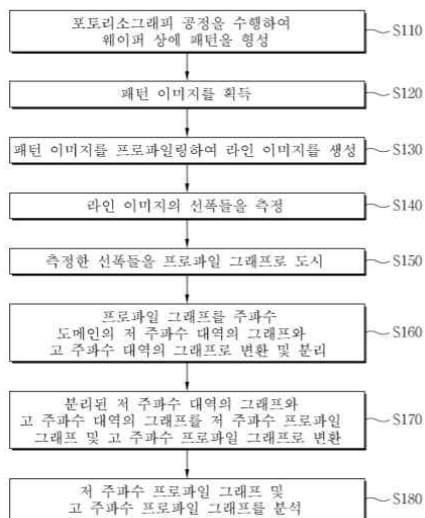 포토리소그래피 공정을 수행하여
웨이퍼 상에 패턴을 형성
S110
패턴 이미지를 획득
S120
패턴 이미지를 프로파일링하여 라인 이미지를 생성
S130
라인 이미지의 선폭들을 측정
S140
측정한 선폭들을 프로파일 그래프로 도시
S150
프로파일 그래프를 주파수
도메인의 저 주파수 대역의 그래프와
고 주파수 대역의 그래프로 변환 및 분리
S160
분리된 저 주파수 대역의 그래프와
고 주파수 대역의 그래프를 저 주파수 프로파일
그래프 및 고 주파수 프로파일 그래프로 변환
S170
저 주파수 프로파일 그래프 및
고 주파수 프로파일 그래프를 분석
S180